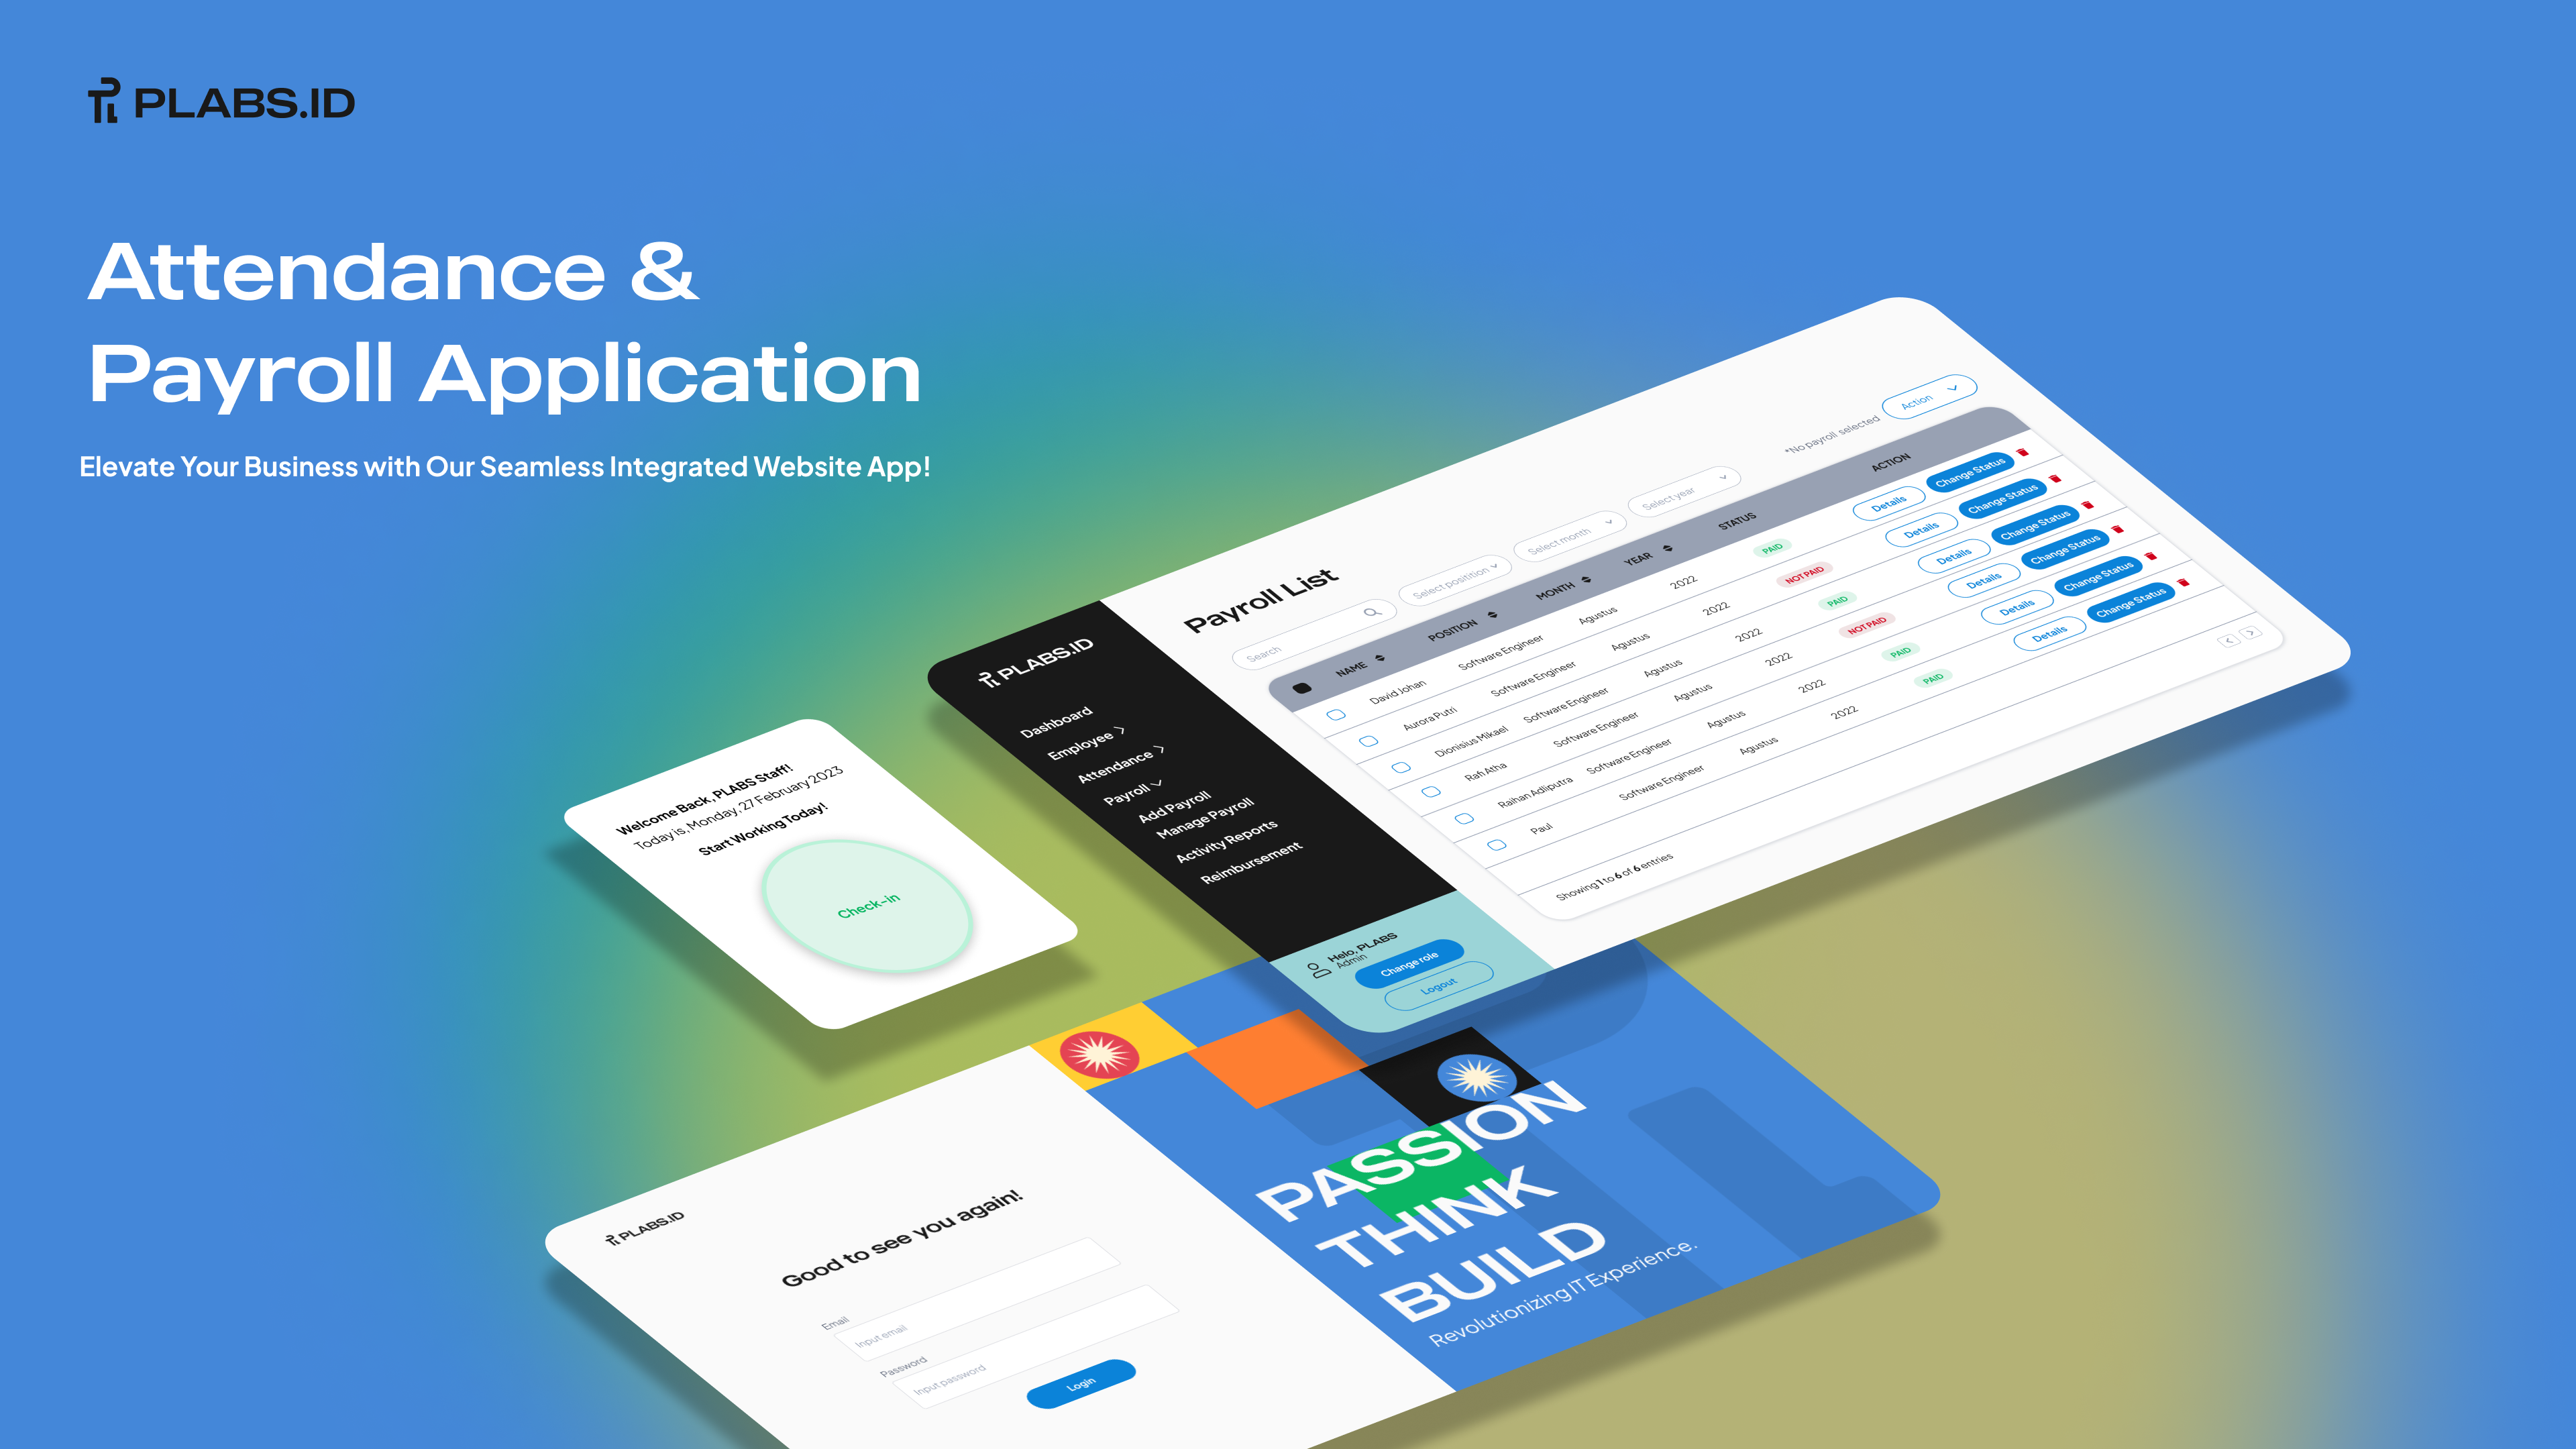 PLABS.ID
Attendance &
Payroll Application
Elevate Your Business with Our Seamless Integrated Website App!
Welcome Back, PLABS Staff!
Today is, Monday, 27 February 2023
Start Working Today!
Check-in
PLABS.ID
Dashboard
Employee
Attendance
Payroll
Add Payroll
Manage Payroll
Activity Reports
Reimbursement
Helo, PLABS
Admin
Change role
Logout
Payroll List
*No payroll selected
Action
Search
Select posittion
Select month
Select year
NAME POSITION MONTH YEAR STATUS ACTION
David Johan Software Engineer Agustus 2022 PAID Details Change Status
Aurora Putri Software Engineer Agustus 2022 NOT PAID Details Change Status
Dionisius Mikael Software Engineer Agustus 2022 PAID Details Change Status
Rafi Atha Software Engineer Agustus 2022 NOT PAID Details Change Status
Raihan Adiputra Software Engineer Agustus 2022 PAID Details Change Status
Paul Software Engineer Agustus 2022 PAID Details Change Status
Showing 1 to 6 of 6 entries
PLABS.ID
Good to see you again!
Email
Input email
Password
Input password
Login
PASSION
THINK
BUILD
Revolutionizing IT Experience.